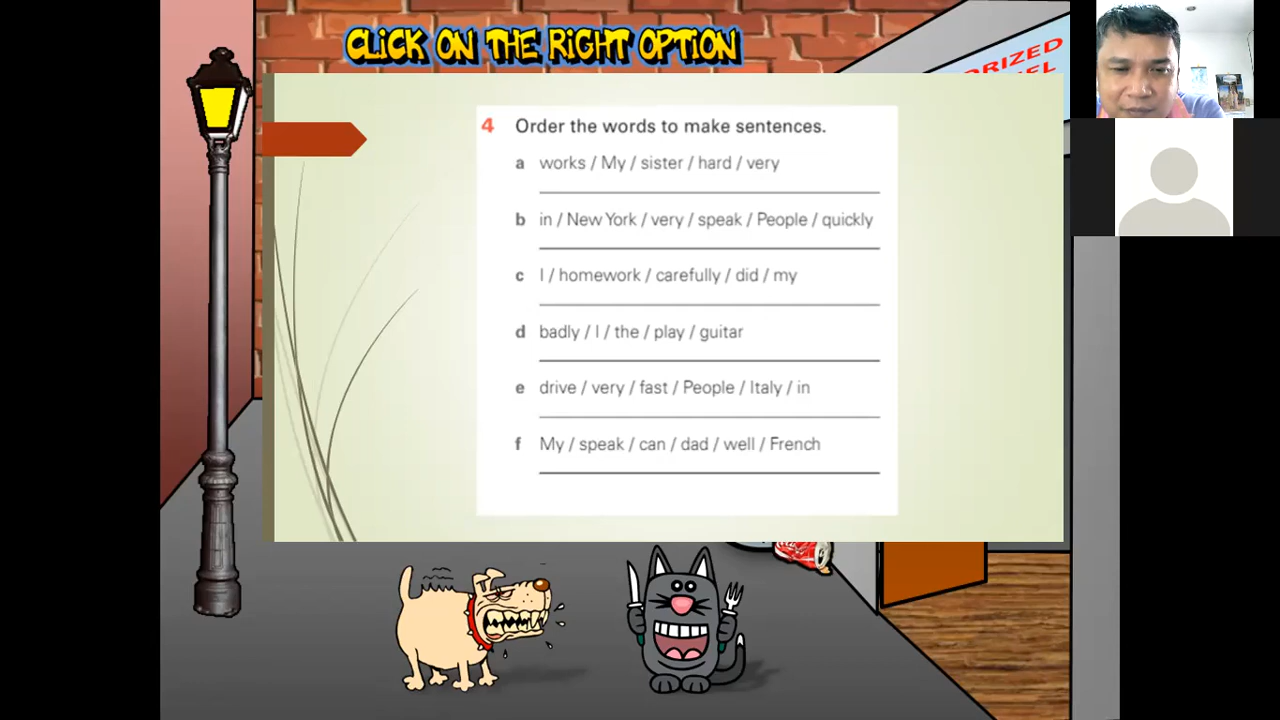 CLICK ON THE RIGHT OPTION
4 Order the words to make sentences.
a works / My / sister / hard / very
b in / New York / very / speak / People / quickly
c I / homework / carefully / did / my
d badly / I / the / play / guitar
e drive / very / fast / People / Italy / in
f My / speak / can / dad / well / French